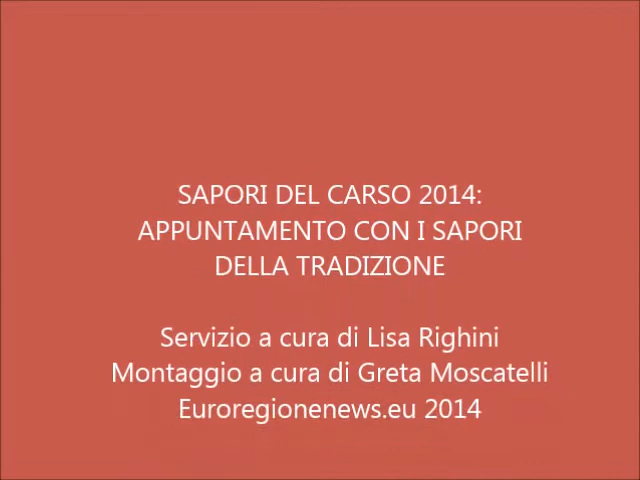 SAPORI DEL CARSO 2014:
APPUNTAMENTO CON I SAPORI
DELLA TRADIZIONE
Servizio a cura di Lisa Righini
Montaggio a cura di Greta Moscatelli
Euroregionenews.eu 2014